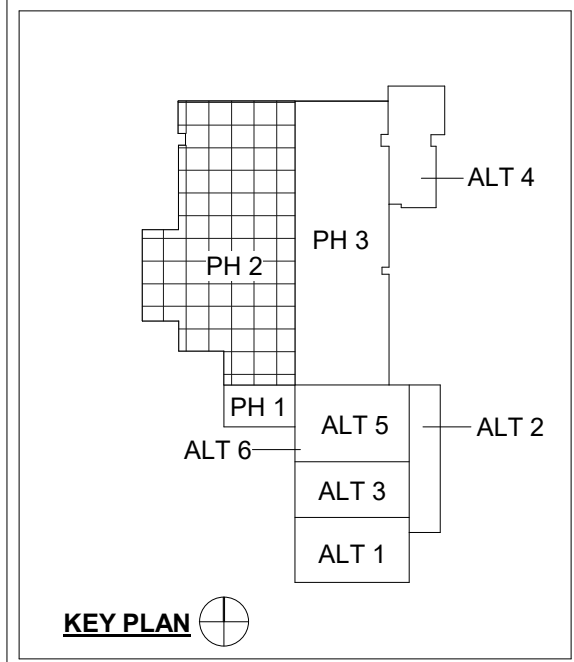 ALT 4
PH 3
PH 2
PH 1
ALT 5
ALT 2
ALT 6
ALT 3
ALT 1
KEY PLAN